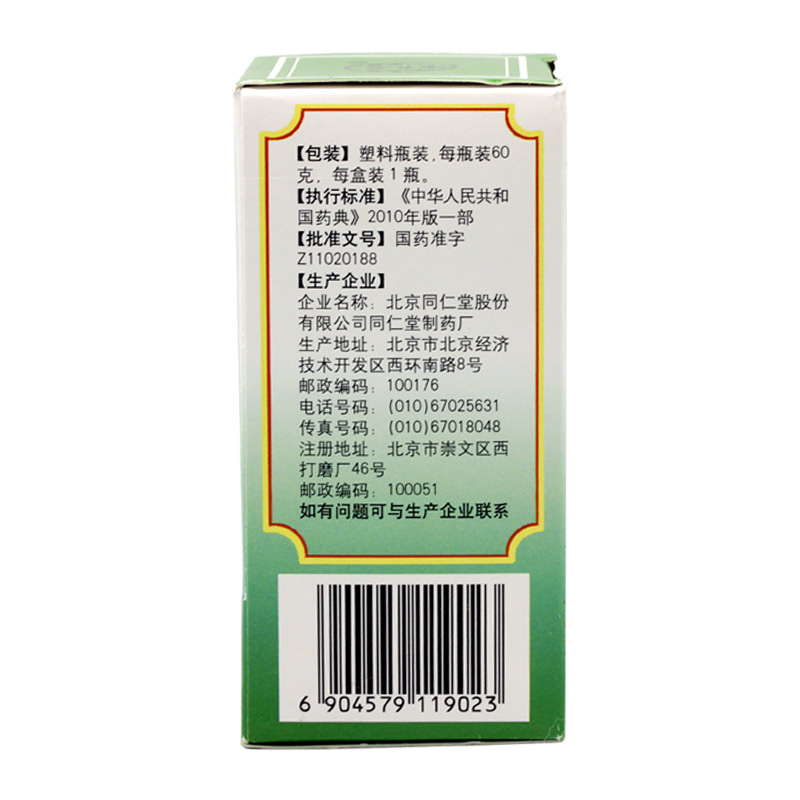 【包装】塑料瓶装,每瓶装60
克，每盒装1瓶。
【执行标准】《中华人民共和
国药典》2010年版一部
【批准文号】国药准字
Z11020188
【生产企业】
企业名称：北京同仁堂股份
有限公司同仁堂制药厂
生产地址：北京市北京经济
技术开发区西环南路8号
邮政编码：100176
电话号码：(010)67025631
传真号码：(010)67018048
注册地址：北京市崇文区西
打磨厂46号
邮政编码：100051
如有问题可与生产企业联系
6 904579 119023